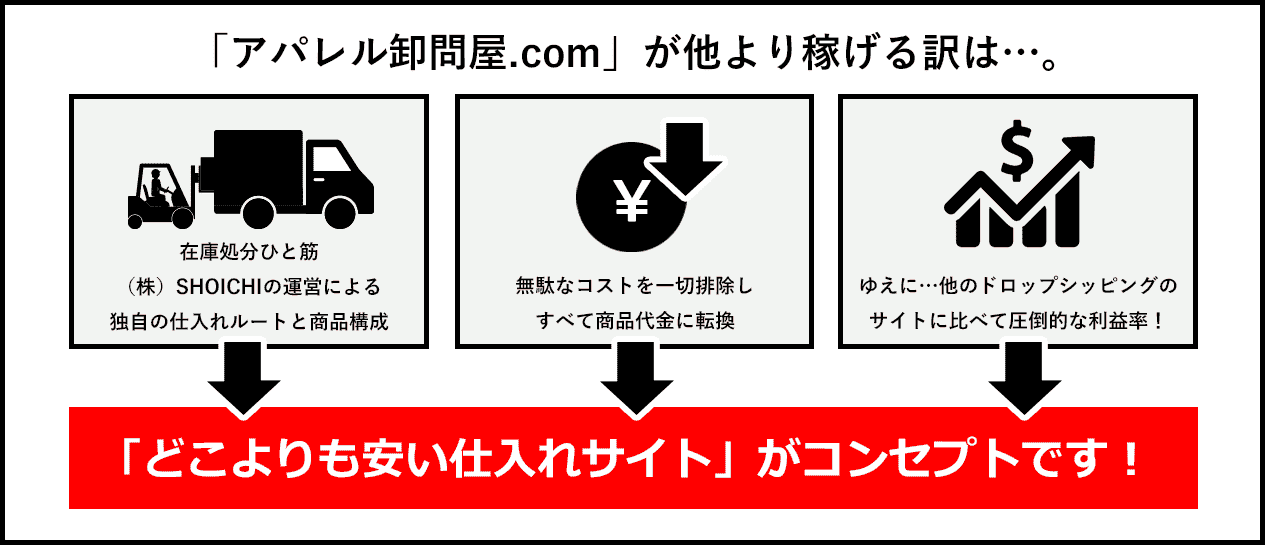 「アパレル卸問屋.com」が他より稼げる訳は…。
¥
$
在庫処分ひと筋
（株）SHOICHIの運営による
独自の仕入れルートと商品構成
無駄なコストを一切排除し
すべて商品代金に転換
ゆえに…他のドロップシッピングの
サイトに比べて圧倒的な利益率！
「どこよりも安い仕入れサイト」がコンセプトです！